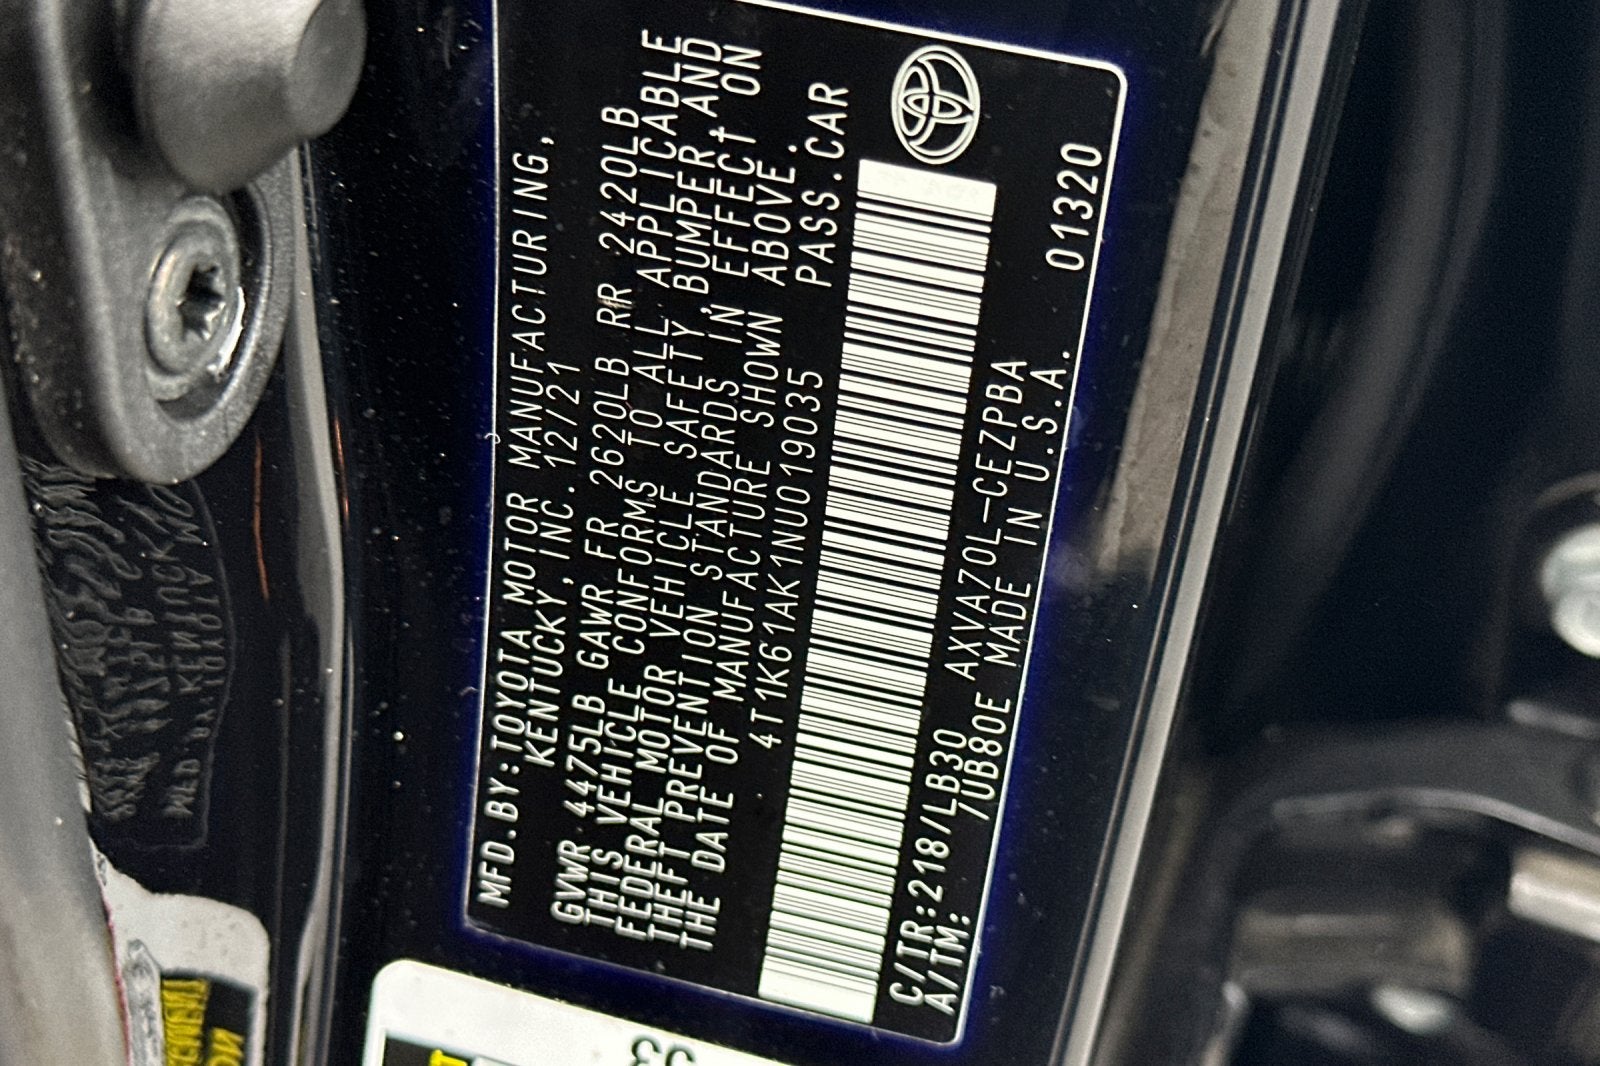 MFD.BY:TOYOTA MOTOR MANUFACTURING,
KENTUCKY,INC. 12/21
GVWR 4475LB GAWR FR 2620LB RR 2420LB
THIS VEHICLE CONFORMS TO ALL APPLICABLE
FEDERAL MOTOR VEHICLE SAFETY,BUMPER,AND
THEFT PREVENTION STANDARDS IN EFFECT ON
THE DATE OF MANUFACTURE SHOWN ABOVE.
4T1K61AK1NU019035 PASS.CAR
C/TR:218/LB30 AXVA70L-CEZPBA 01320
A/TM: 7UB80E MADE IN U.S.A.